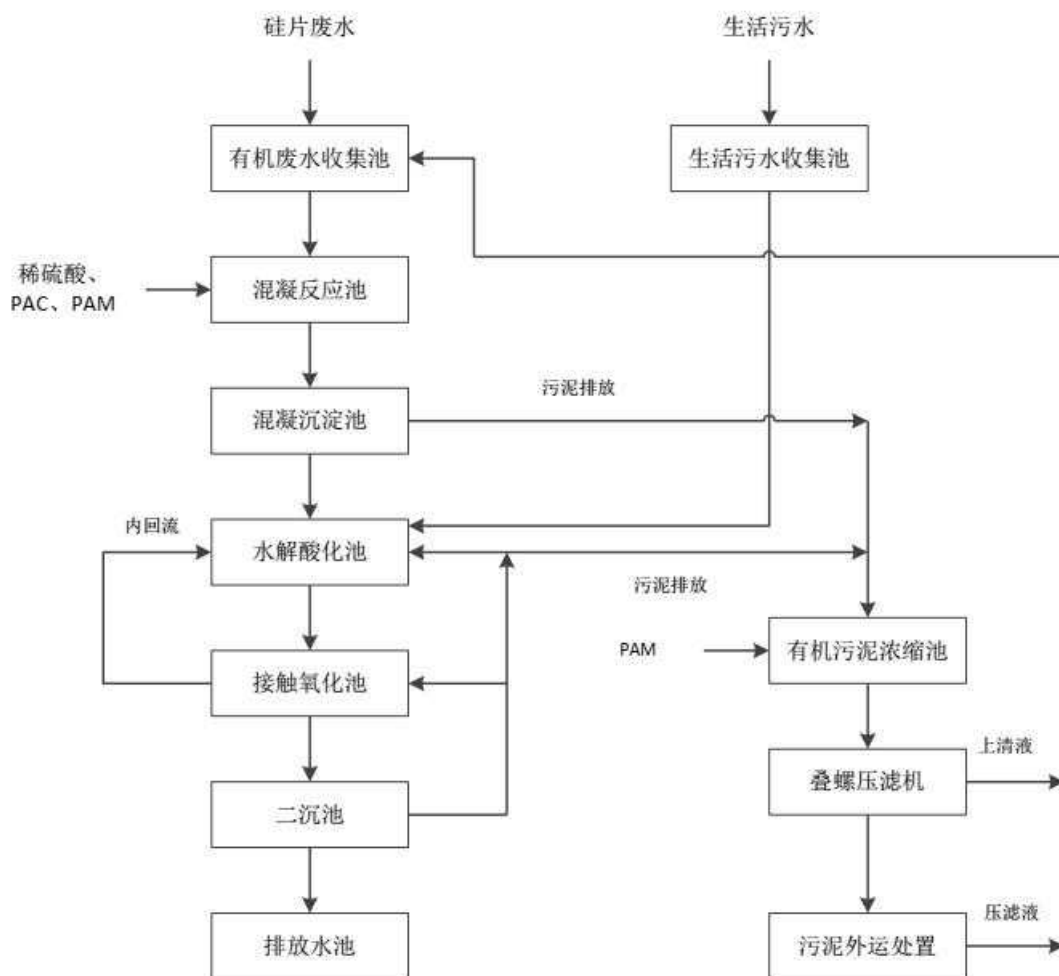 硅片废水
生活污水
有机废水收集池
生活污水收集池
稀硫酸、
PAC、PAM
混凝反应池
污泥排放
混凝沉淀池
内回流
水解酸化池
污泥排放
PAM
有机污泥浓缩池
接触氧化池
上清液
叠螺压滤机
二沉池
压滤液
排放水池
污泥外运处置